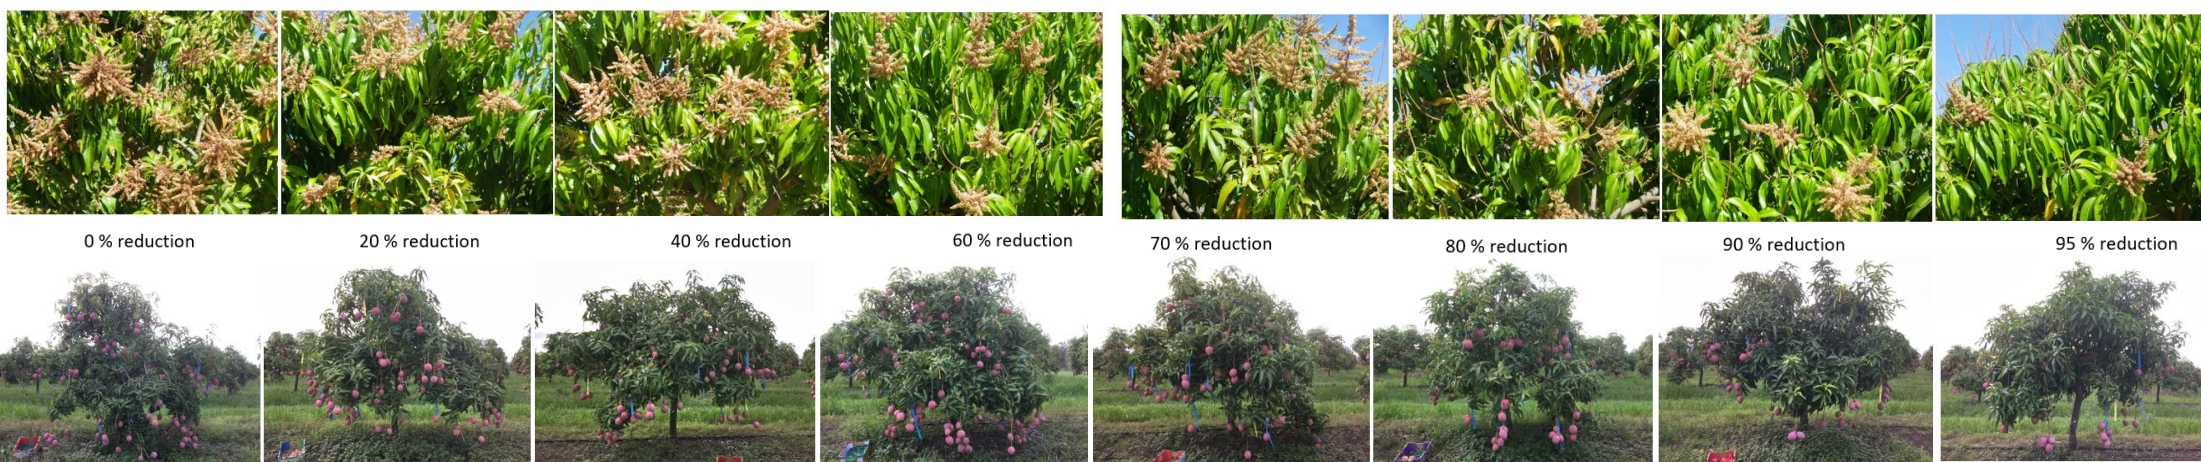 0 % reduction
20 % reduction
40 % reduction
60 % reduction
70 % reduction
80 % reduction
90 % reduction
95 % reduction